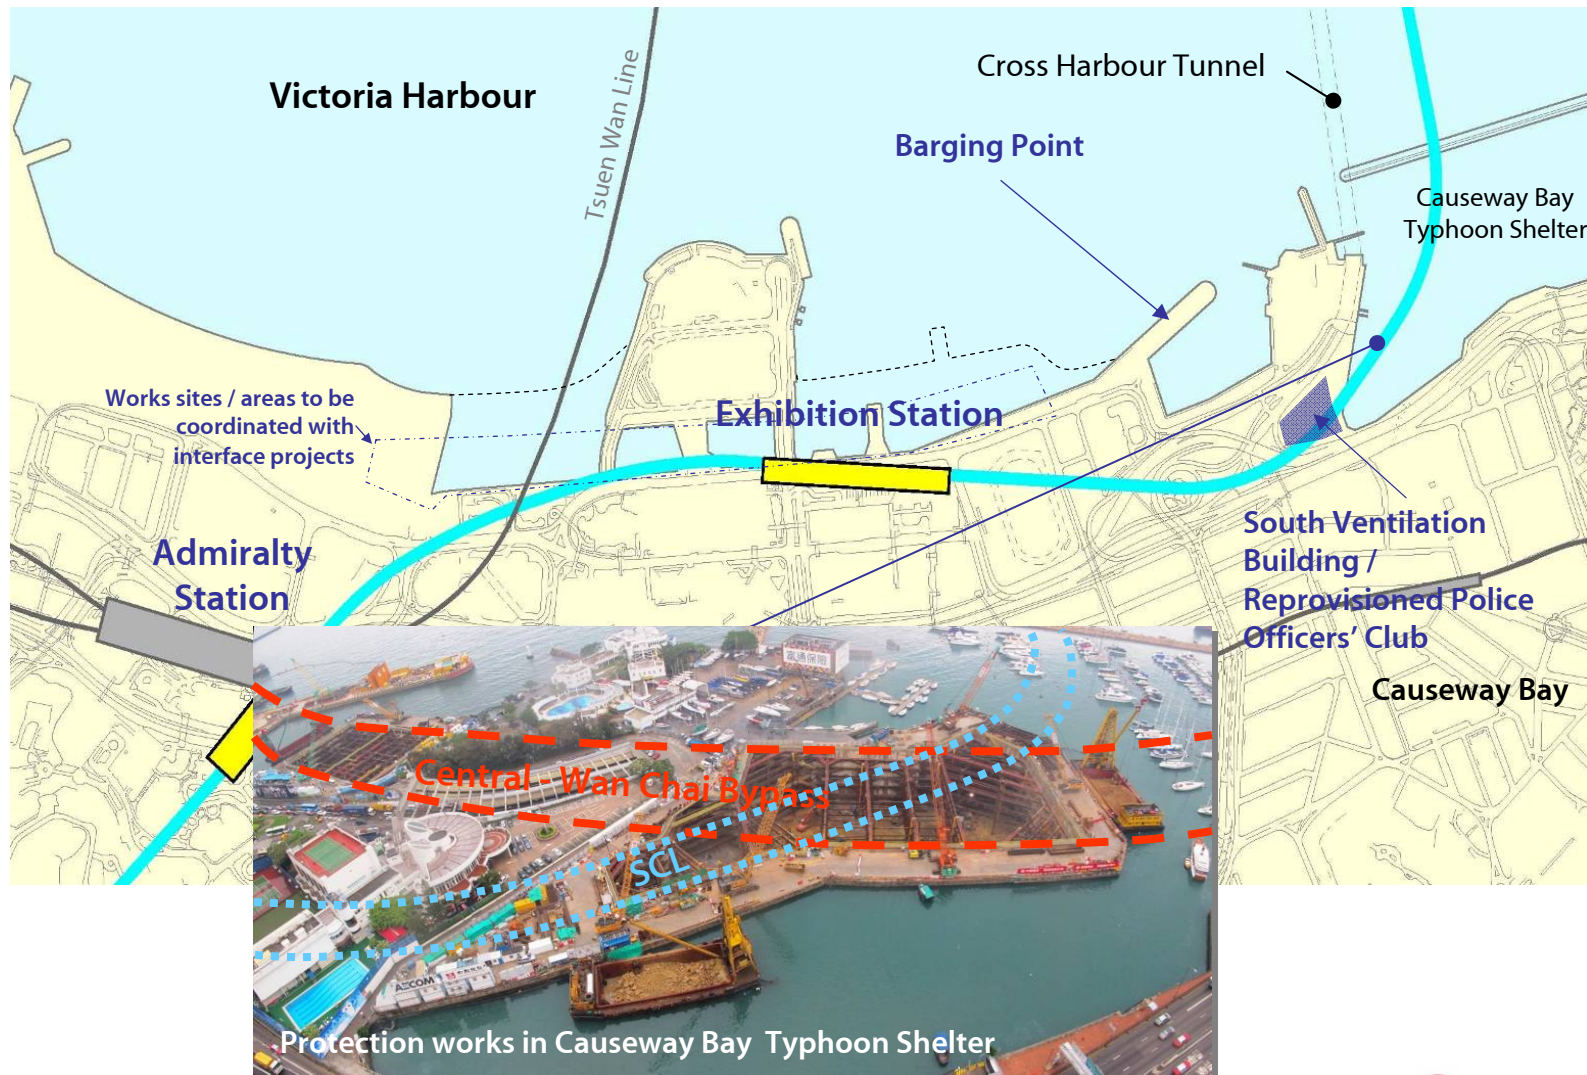 Victoria Harbour
Tsuen Wan Line
Cross Harbour Tunnel
Barging Point
Causeway Bay
Typhoon Shelter
Works sites / areas to be
coordinated with
interface projects
Exhibition Station
Admiralty
Station
South Ventilation
Building /
Reprovisioned Police
Officers’ Club
Causeway Bay
Central - Wan Chai Bypass
SCL
AECOM
Protection works in Causeway Bay Typhoon Shelter